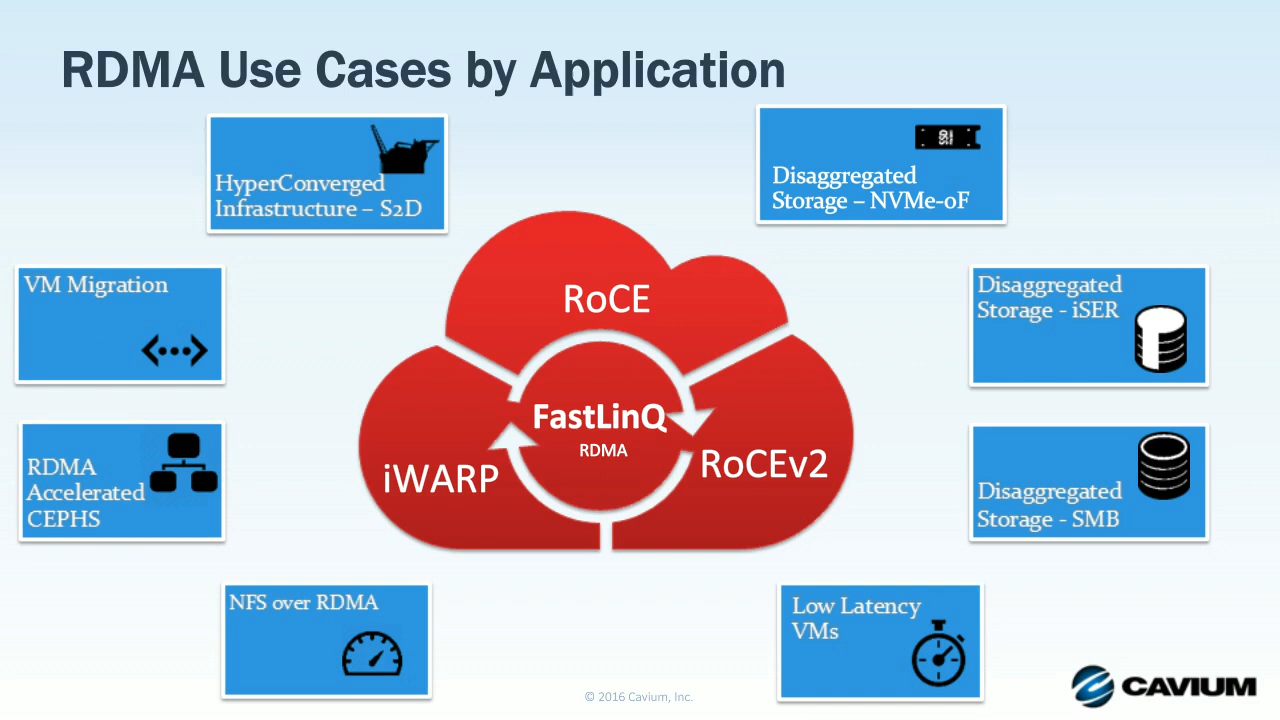 RDMA Use Cases by Application
HyperConverged
Infrastructure – S2D
Disaggregated
Storage – NVMe-oF
VM Migration
Disaggregated
Storage - iSER
RoCE
FastLinQ
RDMA
iWARP
RoCEv2
RDMA
Accelerated
CEPHS
Disaggregated
Storage - SMB
NFS over RDMA
Low Latency
VMs
© 2016 Cavium, Inc.
CAVIUM